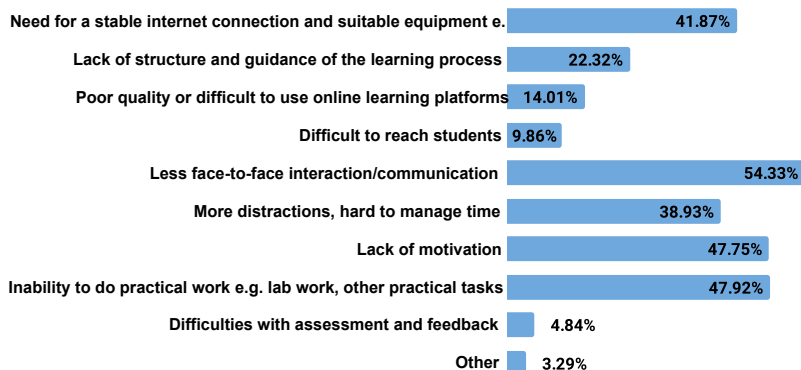 Need for a stable internet connection and suitable equipment e. 41.87%
Lack of structure and guidance of the learning process 22.32%
Poor quality or difficult to use online learning platforms 14.01%
Difficult to reach students 9.86%
Less face-to-face interaction/communication 54.33%
More distractions, hard to manage time 38.93%
Lack of motivation 47.75%
Inability to do practical work e.g. lab work, other practical tasks 47.92%
Difficulties with assessment and feedback 4.84%
Other 3.29%